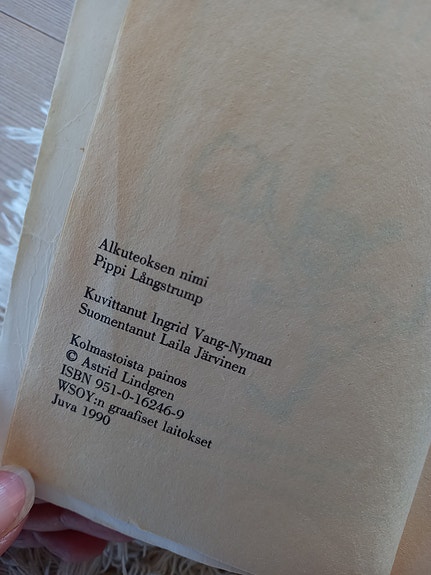 Alkuteoksen nimi
Pippi Långstrump
Kuvittanut Ingrid Vang-Nyman
Suomentanut Laila Järvinen
Kolmastoista painos
© Astrid Lindgren
ISBN 951-0-16246-9
WSOY:n graafiset laitokset
Juva 1990